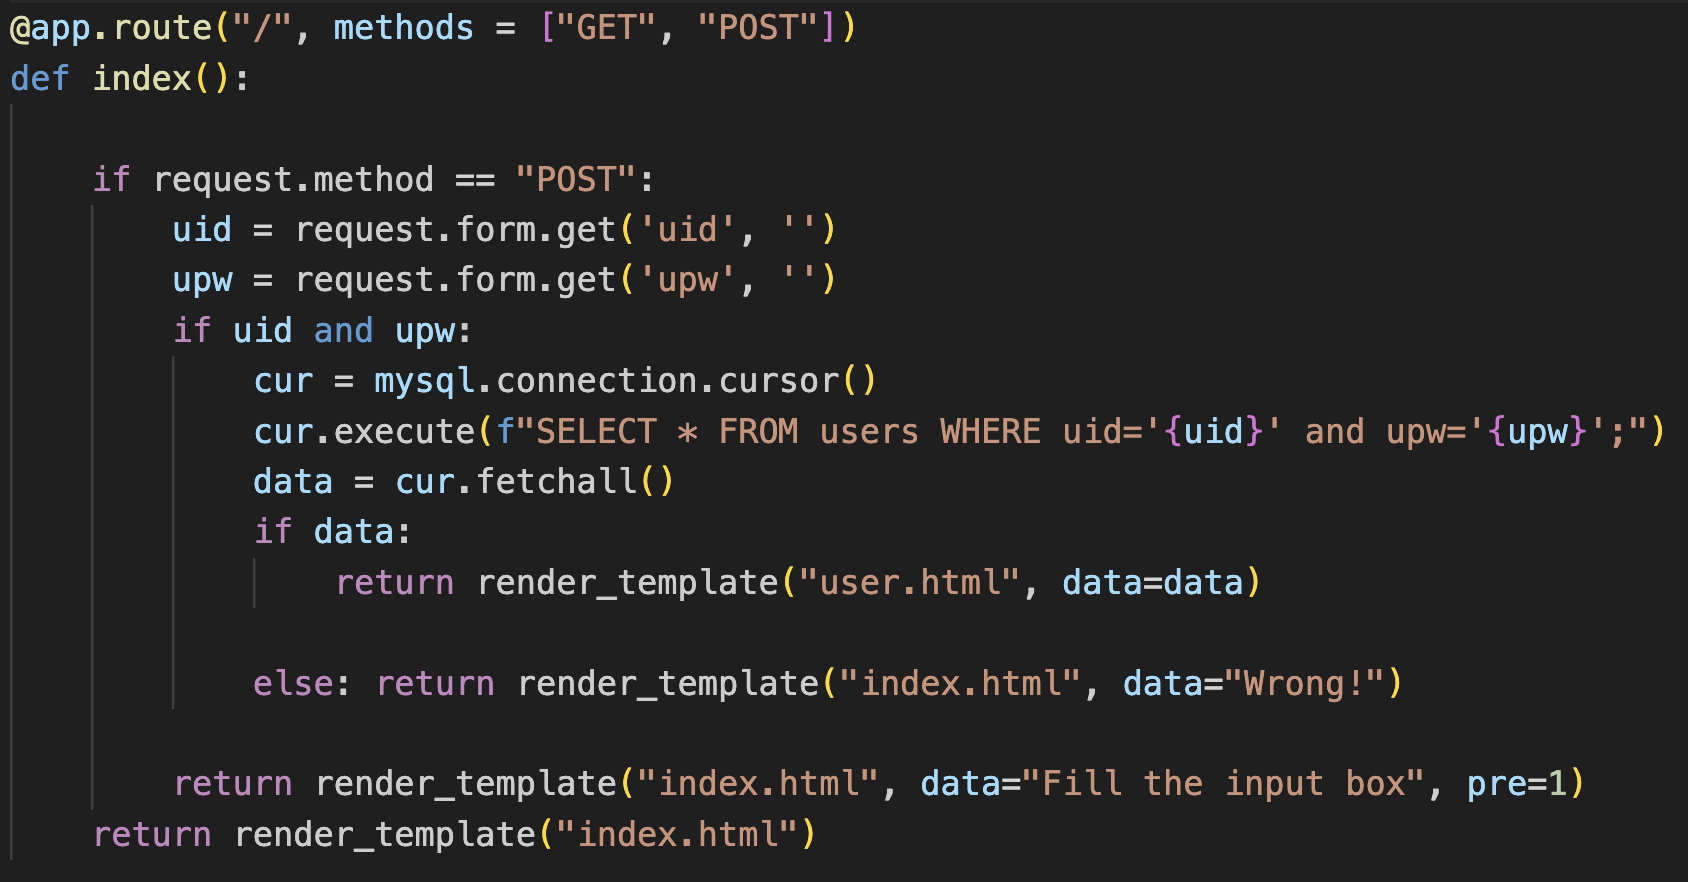 @app.route("/", methods = ["GET", "POST"])
def index():
if request.method == "POST":
uid = request.form.get('uid', '')
upw = request.form.get('upw', '')
if uid and upw:
cur = mysql.connection.cursor()
cur.execute(f"SELECT * FROM users WHERE uid='{uid}' and upw='{upw}';")
data = cur.fetchall()
if data:
return render_template("user.html", data=data)
else: return render_template("index.html", data="Wrong!")
return render_template("index.html", data="Fill the input box", pre=1)
return render_template("index.html")